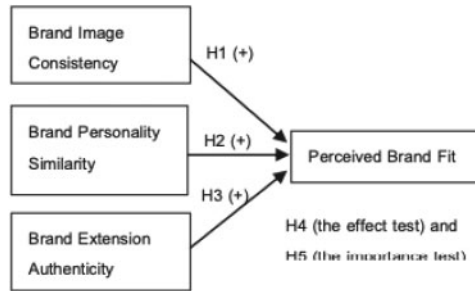 Brand Image
Consistency
H1 (+)
Brand Personality
Similarity
H2 (+)
Perceived Brand Fit
H3 (+)
Brand Extension
Authenticity
H4 (the effect test) and
H5 (the importance test)